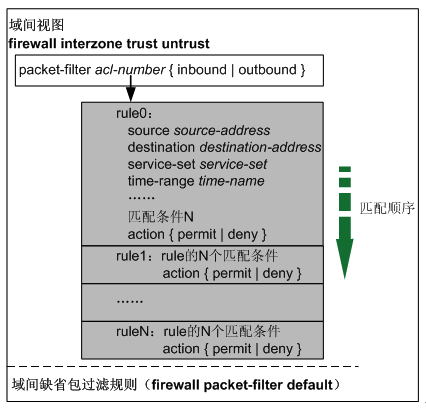 域间视图
firewall interzone trust untrust
packet-filter acl-number { inbound | outbound }
rule0：
source source-address
destination destination-address
service-set service-set
time-range time-name
……
匹配条件N
action { permit | deny }
rule1：rule的N个匹配条件
action { permit | deny }
……
ruleN：rule的N个匹配条件
action { permit | deny }
匹配顺序
域间缺省包过滤规则（firewall packet-filter default）